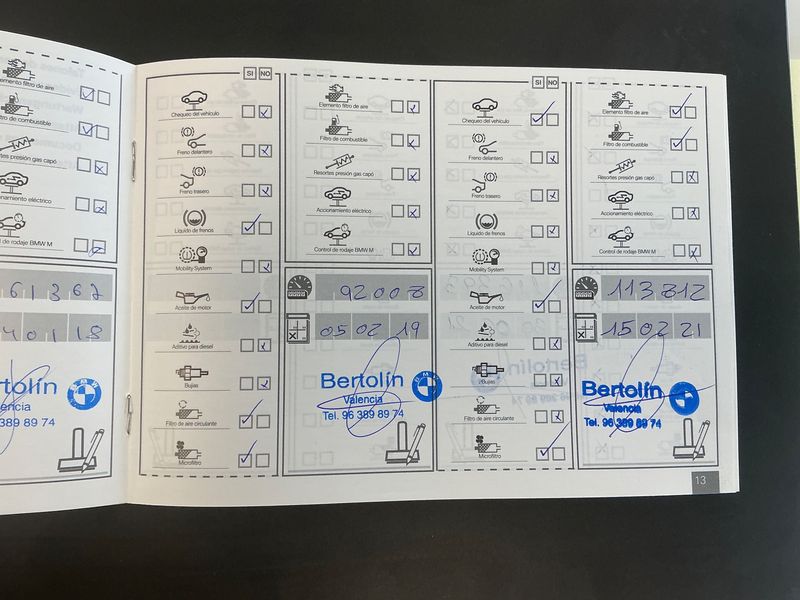 Elemento filtro de aire
Filtro de combustible
Resortes presión gas capó
Accionamiento eléctrico
Control de rodaje BMW M
61367
40118
Bertolín
Valencia
Tel. 96 389 89 74
SI NO
Chequeo del vehículo
Freno delantero
Freno trasero
Líquido de frenos
Mobility System
Aceite de motor
Aditivo para diesel
Bujías
Filtro de aire circulante
Microfiltro
Elemento filtro de aire
Filtro de combustible
Resortes presión gas capó
Accionamiento eléctrico
Control de rodaje BMW M
92008
05 02 19
Bertolín
BMW
Valencia
Tel. 96 389 89 74
SI NO
Chequeo del vehículo
Freno delantero
Freno trasero
Líquido de frenos
Mobility System
Aceite de motor
Aditivo para diesel
Bujías
Filtro de aire circulante
Microfiltro
Elemento filtro de aire
Filtro de combustible
Resortes presión gas capó
Accionamiento eléctrico
Control de rodaje BMW M
113812
15 02 21
Bertolín
Valencia
Tel. 96 389 89 74
13